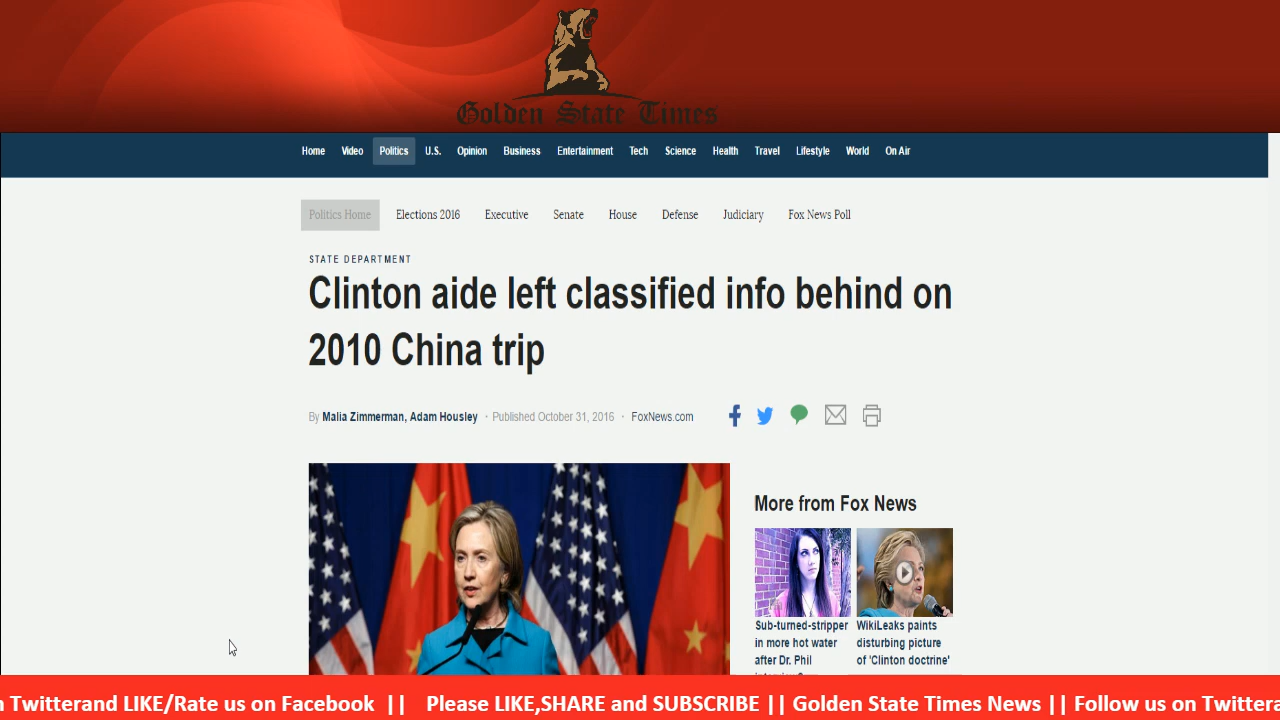 Golden State Times
Home Video Politics U.S. Opinion Business Entertainment Tech Science Health Travel Lifestyle World On Air
Politics Home Elections 2016 Executive Senate House Defense Judiciary Fox News Poll
STATE DEPARTMENT
Clinton aide left classified info behind on
2010 China trip
By Malia Zimmerman, Adam Housley · Published October 31, 2016 · FoxNews.com
More from Fox News
Sub-turned-stripper
in more hot water
after Dr. Phil
WikiLeaks paints
disturbing picture
of 'Clinton doctrine'
n Twitterand LIKE/Rate us on Facebook || Please LIKE,SHARE and SUBSCRIBE || Golden State Times News || Follow us on Twittera